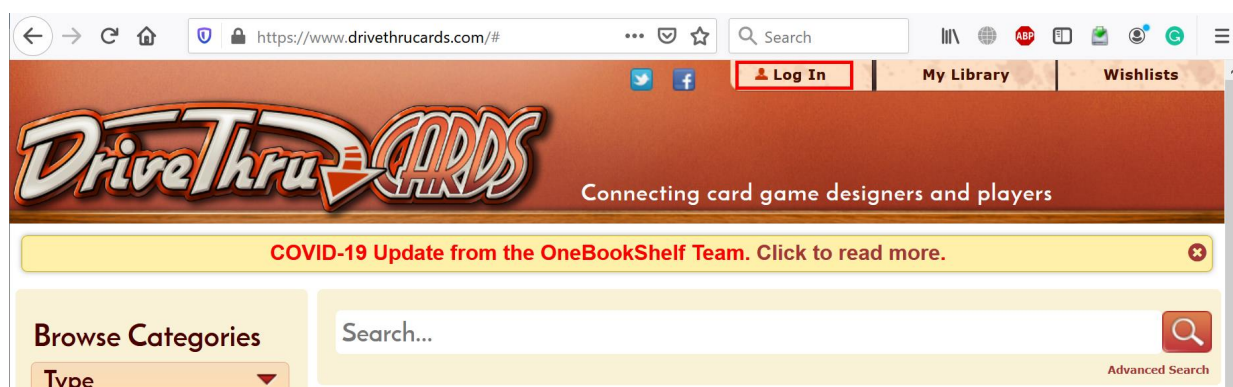 https://www.drivethrucards.com/#
Search
ABP
G
Log In
My Library
Wishlists
DriveThru CARDS
Connecting card game designers and players
COVID-19 Update from the OneBookShelf Team. Click to read more.
Browse Categories
Search...
Advanced Search
Type